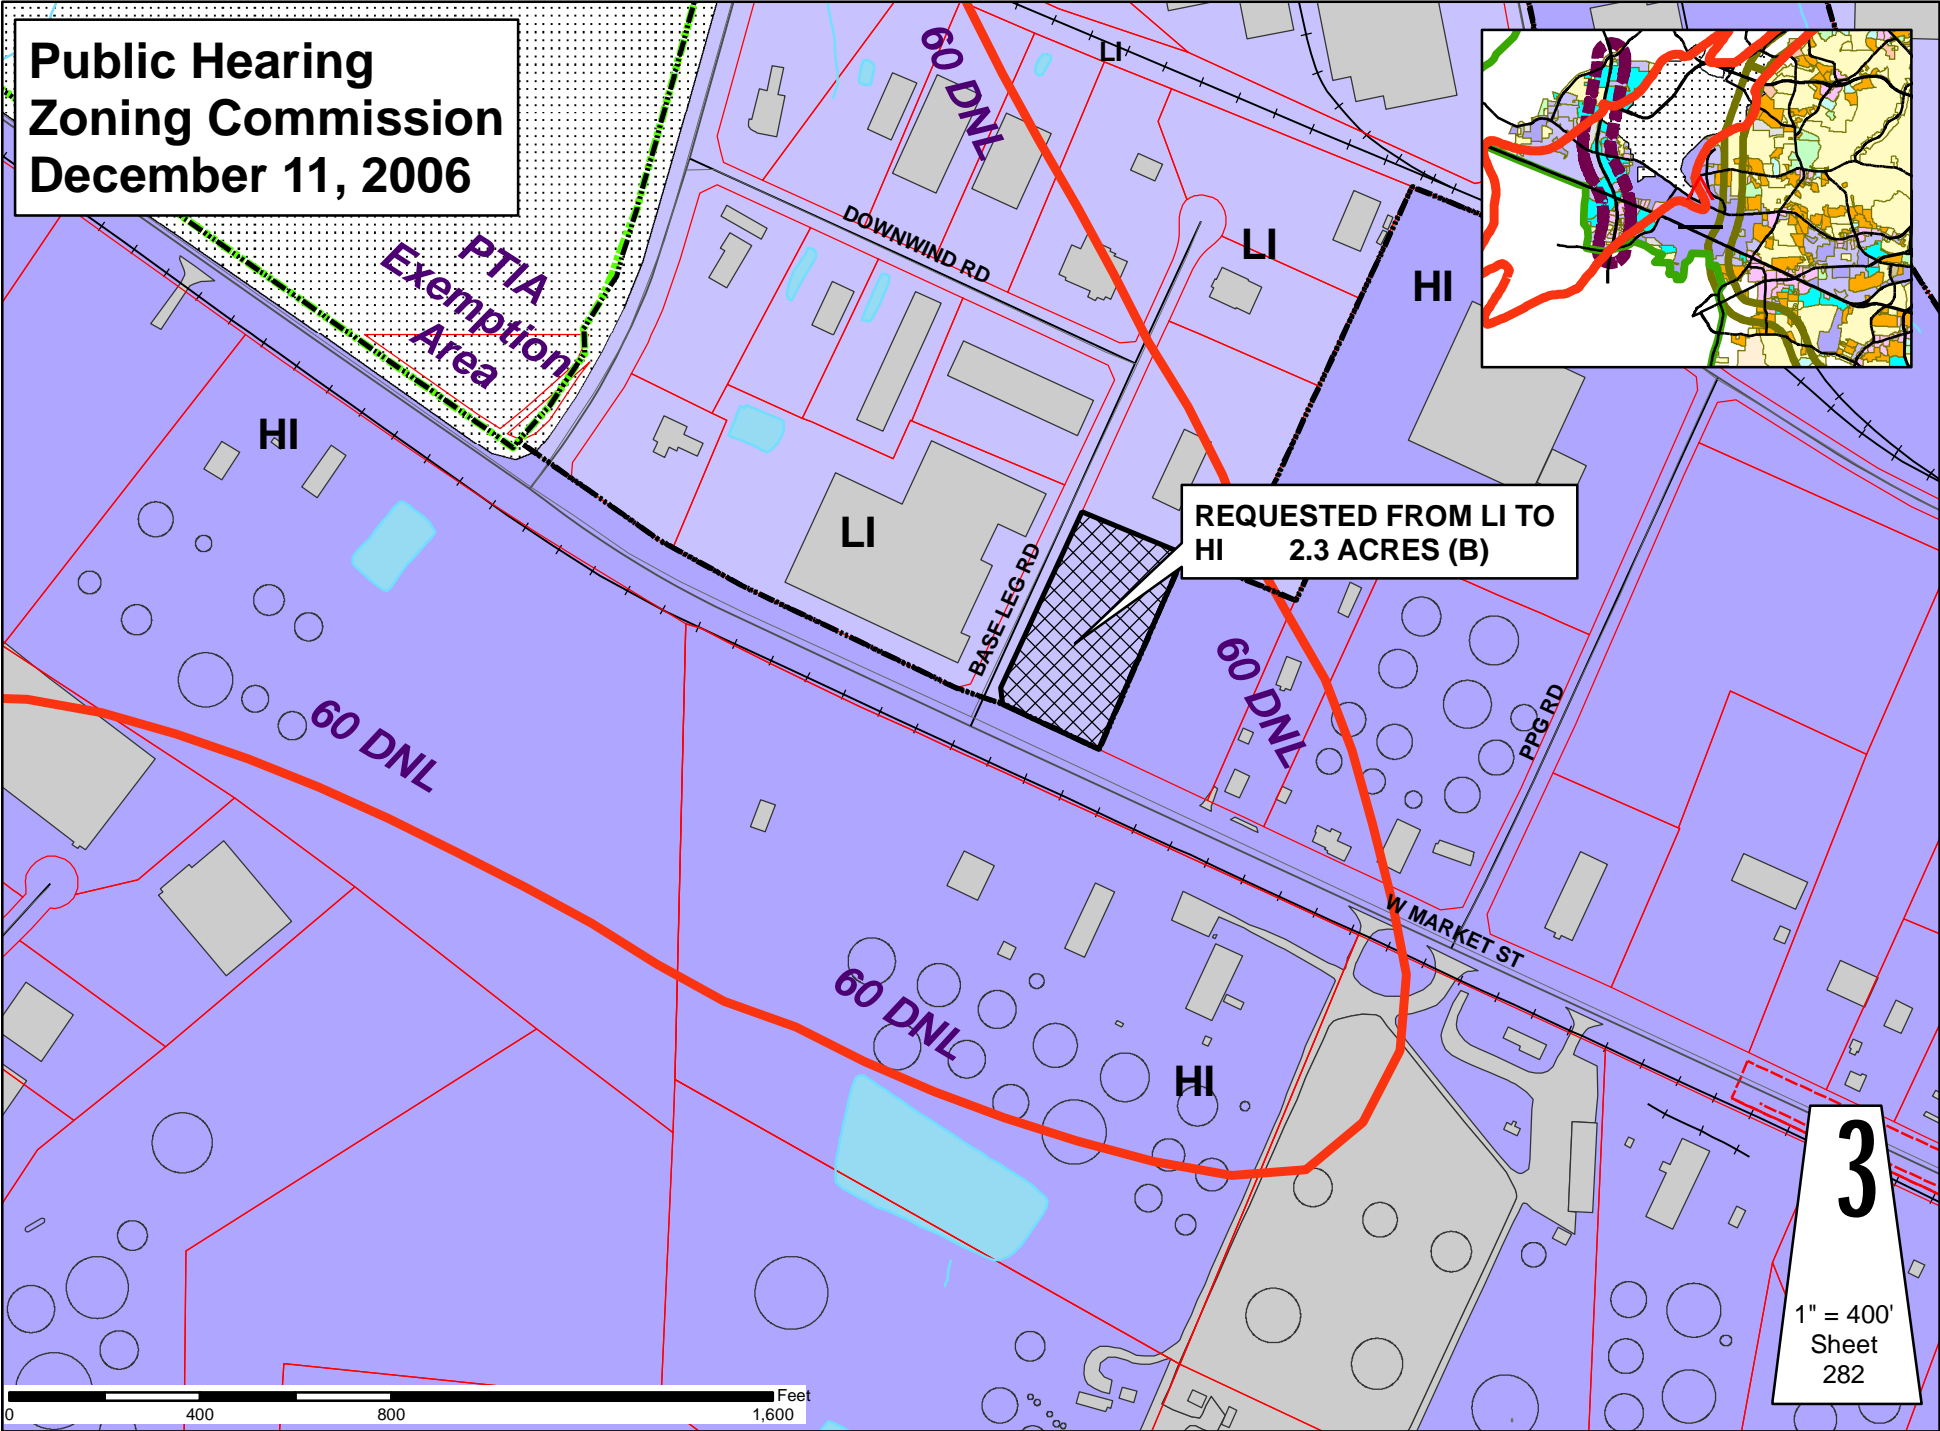 Public Hearing
Zoning Commission
December 11, 2006
60 DNL
LI
PTIA
Exemption
Area
DOWNWIND RD
LI
HI
HI
LI
REQUESTED FROM LI TO
HI 2.3 ACRES (B)
BASE LEG RD
60 DNL
PPG RD
60 DNL
W MARKET ST
60 DNL
HI
3
1" = 400'
Sheet
282
Feet
0 400 800 1,600